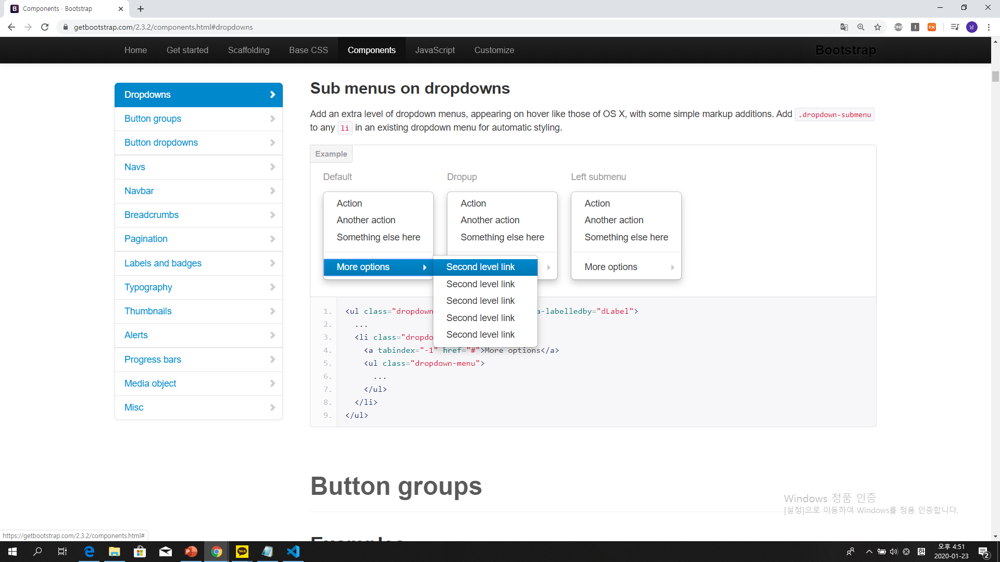 Components · Bootstrap
getbootstrap.com/2.3.2/components.html#dropdowns
남
Home Get started Scaffolding Base CSS Components JavaScript Customize Bootstrap
Dropdowns
Button groups
Button dropdowns
Navs
Navbar
Breadcrumbs
Pagination
Labels and badges
Typography
Thumbnails
Alerts
Progress bars
Media object
Misc
Sub menus on dropdowns
Add an extra level of dropdown menus, appearing on hover like those of OS X, with some simple markup additions. Add .dropdown-submenu
to any li in an existing dropdown menu for automatic styling.
Example
Default
Action
Another action
Something else here
More options
Second level link
Second level link
Second level link
Second level link
Second level link
Dropup
Action
Another action
Something else here
Left submenu
Action
Another action
Something else here
More options
1. <ul class="dropdown a-labelledby="dLabel">
2. ...
3. <li class="dropdo
4. <a tabindex="-1" href="#">More options</a>
5. <ul class="dropdown-menu">
6. ...
7. </ul>
8. </li>
9. </ul>
Button groups
Examples
Windows 정품 인증
[설정]으로 이동하여 Windows를 정품 인증합니다.
https://getbootstrap.com/2.3.2/components.html#
TALK
오후 4:51
2020-01-23
2